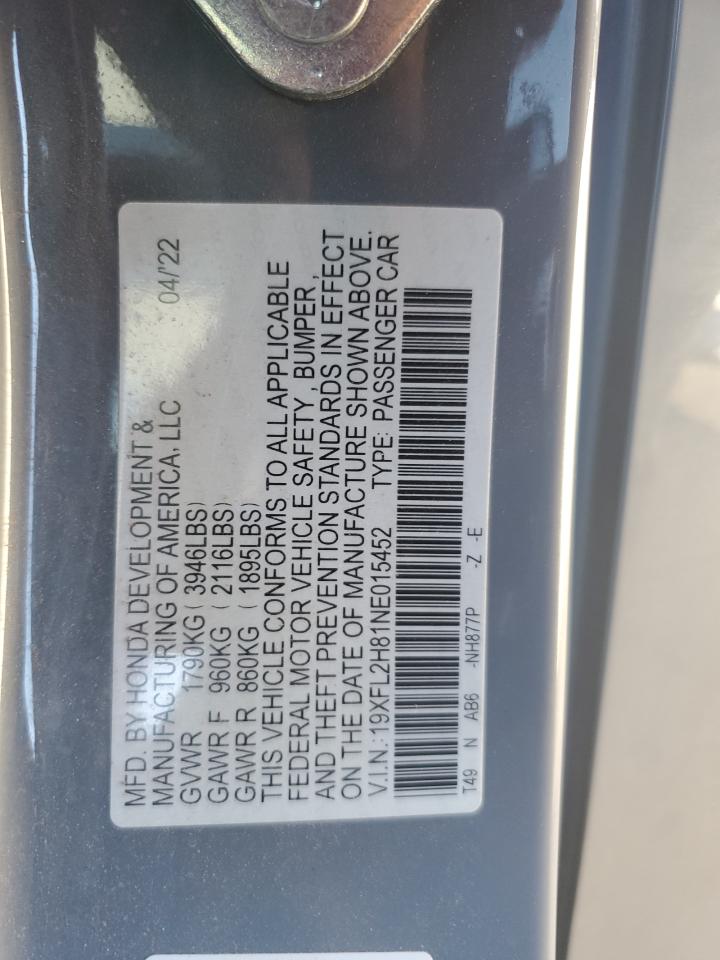 MFD. BY HONDA DEVELOPMENT &
MANUFACTURING OF AMERICA, LLC 04/'22
GVWR 1790KG ( 3946LBS)
GAWR F 960KG ( 2116LBS)
GAWR R 860KG ( 1895LBS)
THIS VEHICLE CONFORMS TO ALL APPLICABLE
FEDERAL MOTOR VEHICLE SAFETY , BUMPER ,
AND THEFT PREVENTION STANDARDS IN EFFECT
ON THE DATE OF MANUFACTURE SHOWN ABOVE.
V.I.N.:19XFL2H81NE015452 TYPE: PASSENGER CAR
T49 N AB6 -NH877P -Z -E